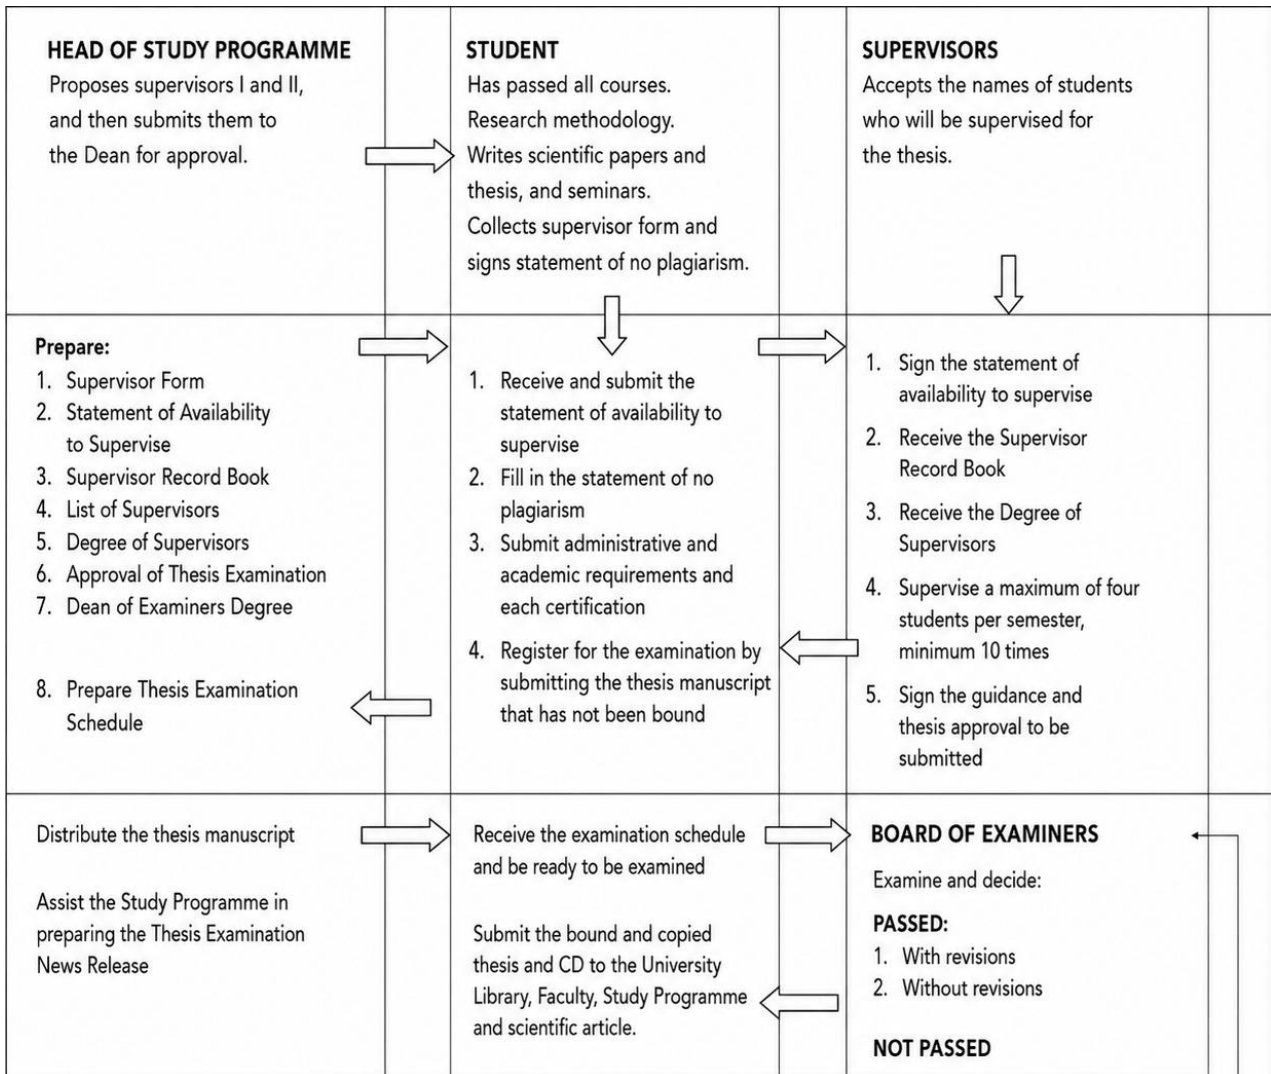 HEAD OF STUDY PROGRAMME
Proposes supervisors I and II,
and then submits them to
the Dean for approval.
STUDENT
Has passed all courses.
Research methodology.
Writes scientific papers and
thesis, and seminars.
Collects supervisor form and
signs statement of no plagiarism.
SUPERVISORS
Accepts the names of students
who will be supervised for
the thesis.
Prepare:
1. Supervisor Form
2. Statement of Availability
to Supervise
3. Supervisor Record Book
4. List of Supervisors
5. Degree of Supervisors
6. Approval of Thesis Examination
7. Dean of Examiners Degree
8. Prepare Thesis Examination
Schedule
1. Receive and submit the
statement of availability to
supervise
2. Fill in the statement of no
plagiarism
3. Submit administrative and
academic requirements and
each certification
4. Register for the examination by
submitting the thesis manuscript
that has not been bound
1. Sign the statement of
availability to supervise
2. Receive the Supervisor
Record Book
3. Receive the Degree of
Supervisors
4. Supervise a maximum of four
students per semester,
minimum 10 times
5. Sign the guidance and
thesis approval to be
submitted
Distribute the thesis manuscript
Assist the Study Programme in
preparing the Thesis Examination
News Release
Receive the examination schedule
and be ready to be examined
Submit the bound and copied
thesis and CD to the University
Library, Faculty, Study Programme
and scientific article.
BOARD OF EXAMINERS
Examine and decide:
PASSED:
1. With revisions
2. Without revisions
NOT PASSED